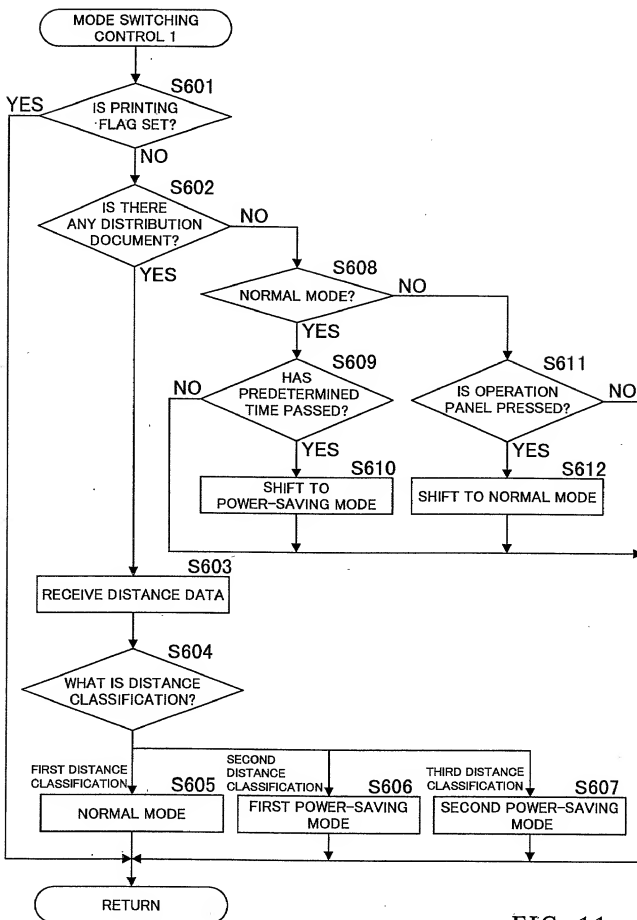 MODE SWITCHING
CONTROL 1
S601
YES
IS PRINTING
FLAG SET?
NO
S602
IS THERE
ANY DISTRIBUTION
DOCUMENT?
NO
YES
S608
NORMAL MODE?
NO
YES
S609
NO
HAS
PREDETERMINED
TIME PASSED?
YES
S611
IS OPERATION
PANEL PRESSED?
NO
YES
S610
SHIFT TO
POWER-SAVING MODE
S612
SHIFT TO NORMAL MODE
S603
RECEIVE DISTANCE DATA
S604
WHAT IS DISTANCE
CLASSIFICATION?
FIRST DISTANCE
CLASSIFICATION
S605
NORMAL MODE
SECOND
DISTANCE
CLASSIFICATION
S606
FIRST POWER-SAVING
MODE
THIRD DISTANCE
CLASSIFICATION
S607
SECOND POWER-SAVING
MODE
RETURN